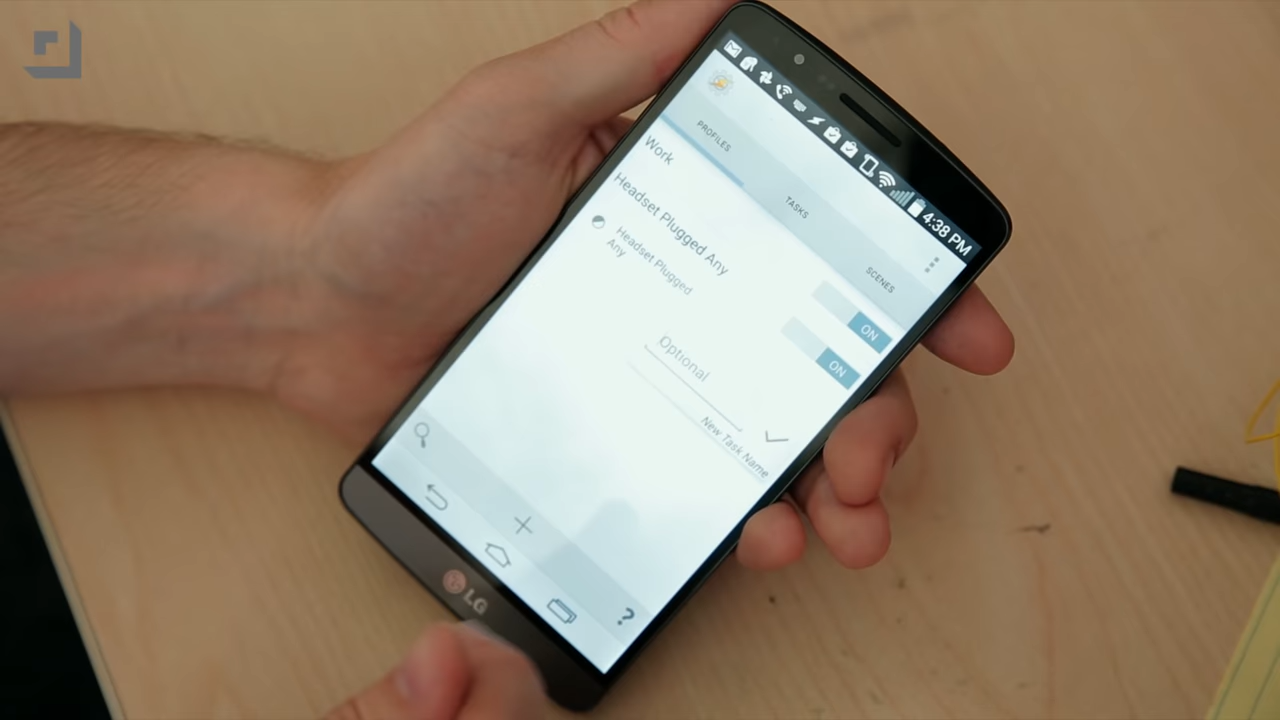 4:38 PM
PROFILES
TASKS
SCENES
Work
ON
Headset Plugged Any
ON
Headset Plugged
Any
Optional
New Task Name
?
LG